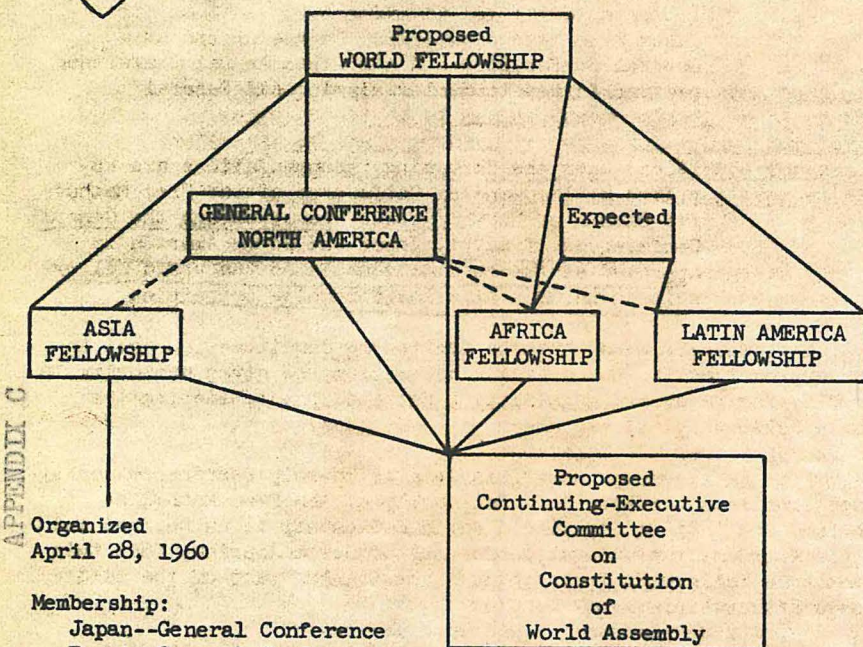 Proposed
WORLD FELLOWSHIP
GENERAL CONFERENCE
NORTH AMERICA
Expected
ASIA
FELLOWSHIP
AFRICA
FELLOWSHIP
LATIN AMERICA
FELLOWSHIP
APPENDIX C
Organized
April 28, 1960
Membership:
Japan--General Conference
Proposed
Continuing-Executive
Committee
on
Constitution
of
World Assembly